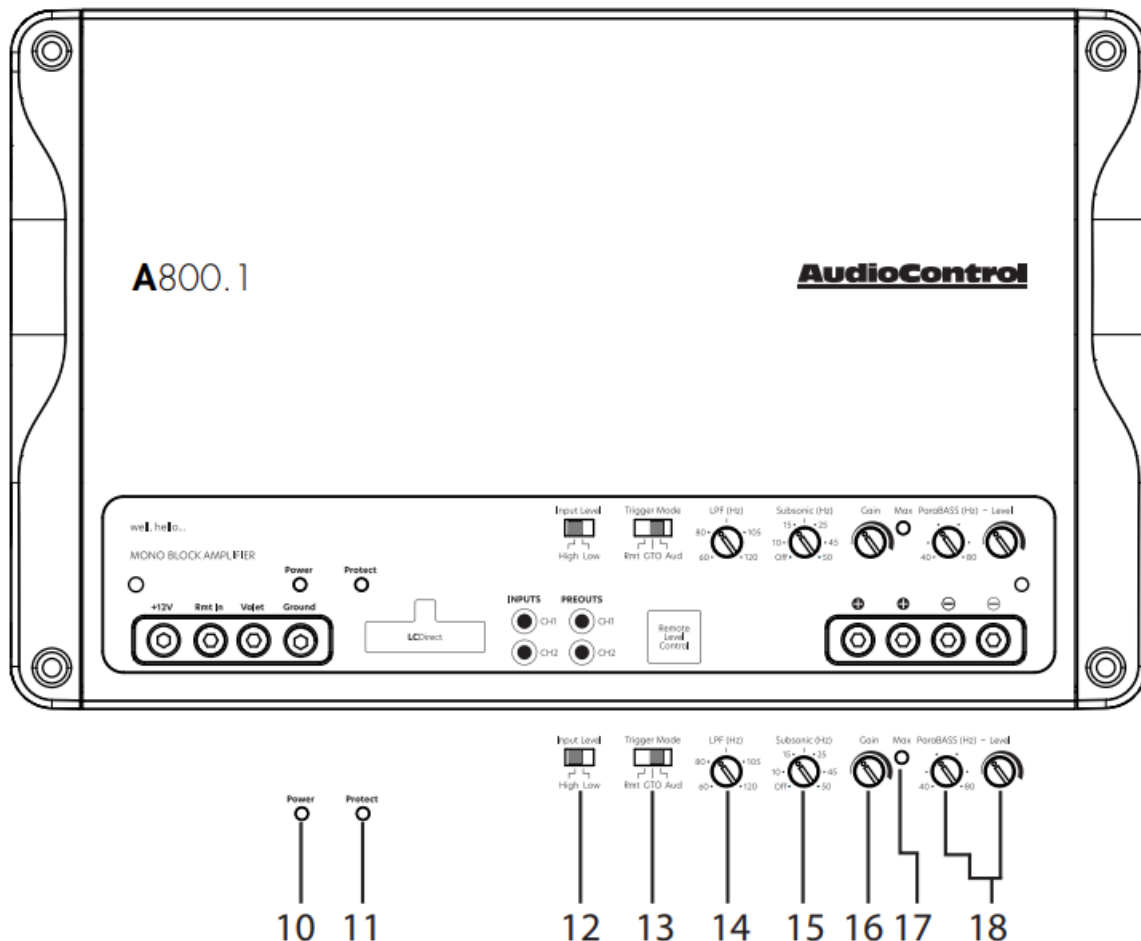 A800.1
AudioControl
well, hello...
MONO BLOCK AMPLIFIER
Power Protect
+12V Rmt In Valet Ground
LCDirect
INPUTS PREOUTS
CH1 CH1
CH2 CH2
Remote
Level
Control
Input Level
High Low
Trigger Mode
Rmt GTO Aud
LPF (Hz)
80 105
60 120
Subsonic (Hz)
15 25
10 45
Off 50
Gain Max ParaBASS (Hz) – Level
40 80
+ + − −
Power Protect
Input Level
High Low
Trigger Mode
Rmt GTO Aud
LPF (Hz)
80 105
60 120
Subsonic (Hz)
15 25
10 45
Off 50
Gain Max ParaBASS (Hz) – Level
40 80
10 11 12 13 14 15 16 17 18